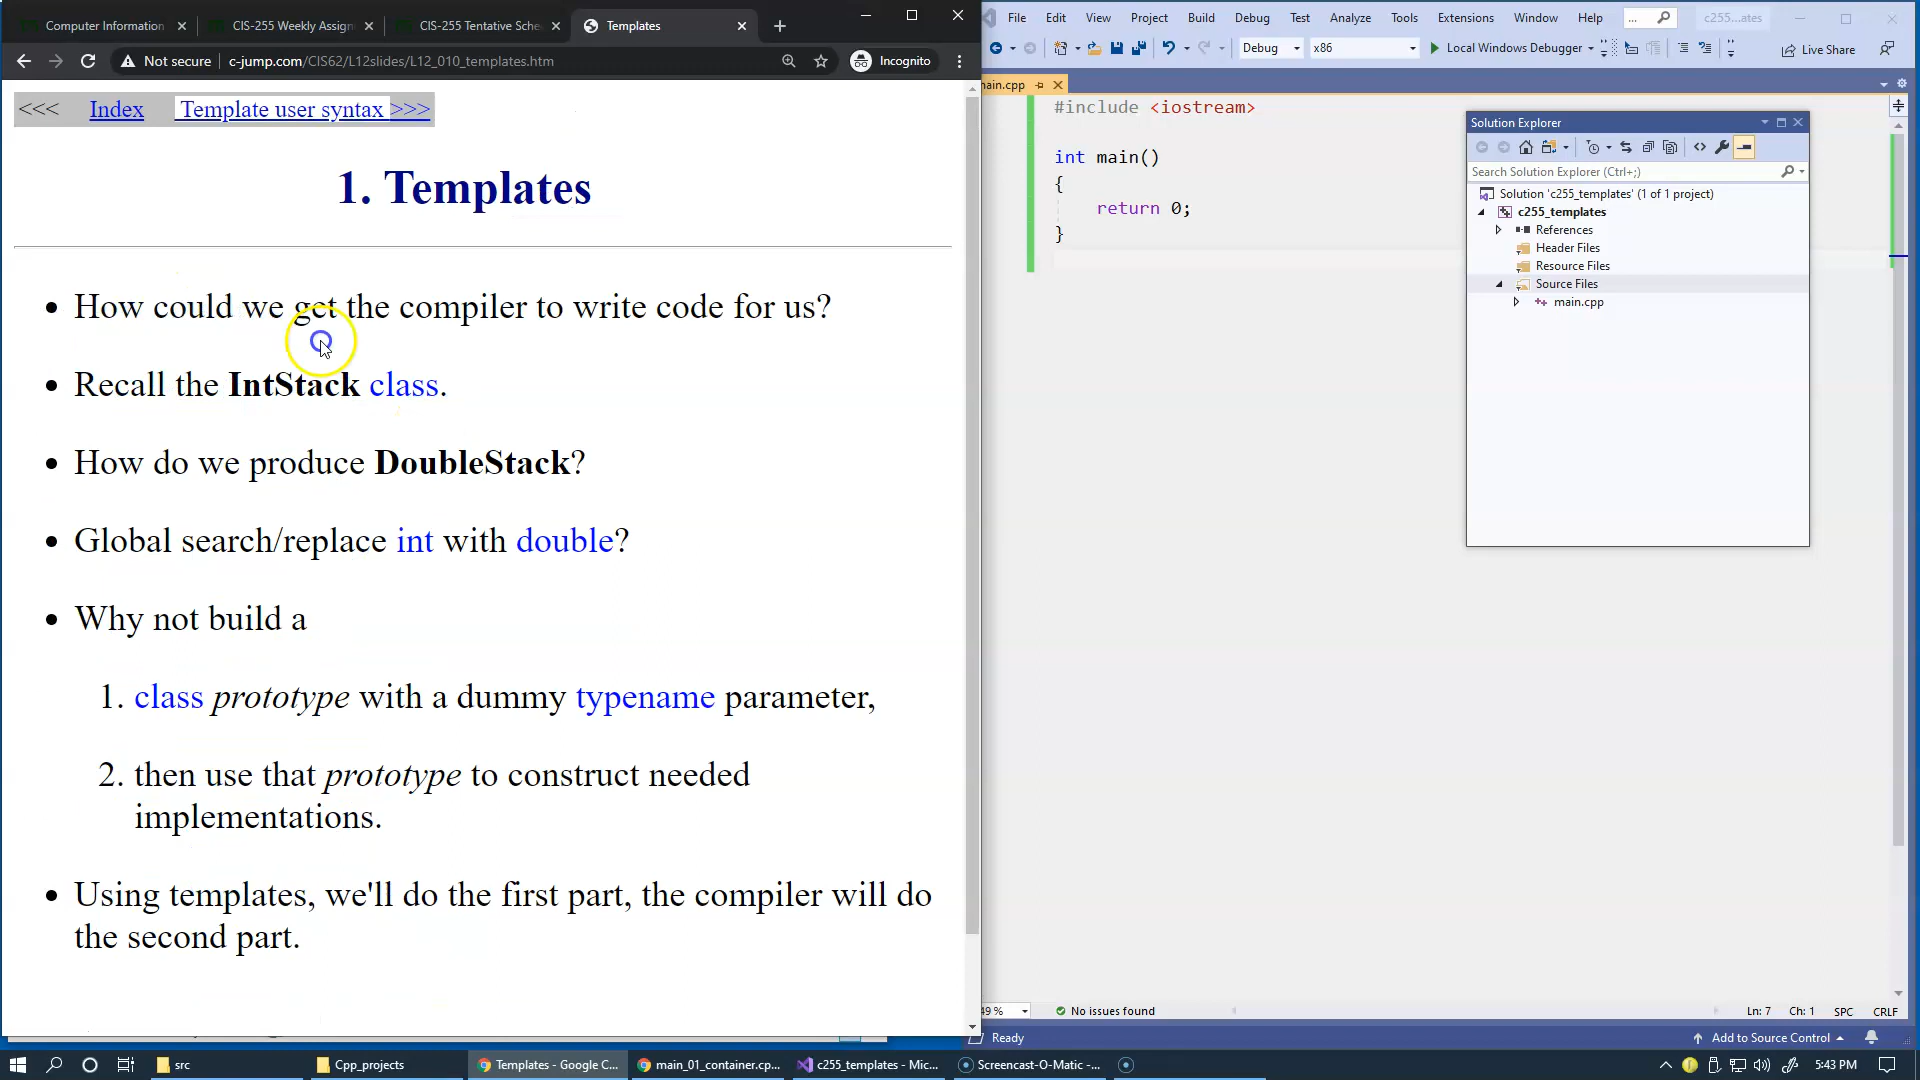 Computer Information
CIS-255 Weekly Assign
CIS-255 Tentative Sche
Templates
Not secure
c-jump.com/CIS62/L12slides/L12_010_templates.htm
Incognito
<<< Index Template user syntax >>>
1. Templates
• How could we get the compiler to write code for us?
• Recall the IntStack class.
• How do we produce DoubleStack?
• Global search/replace int with double?
• Why not build a
1. class prototype with a dummy typename parameter,
2. then use that prototype to construct needed
implementations.
• Using templates, we'll do the first part, the compiler will do
the second part.
File Edit View Project Build Debug Test Analyze Tools Extensions Window Help ... c255...ates
Debug x86 Local Windows Debugger Live Share
main.cpp
#include <iostream>
int main()
{
return 0;
}
Solution Explorer
Search Solution Explorer (Ctrl+;)
Solution 'c255_templates' (1 of 1 project)
c255_templates
References
Header Files
Resource Files
Source Files
main.cpp
49 % No issues found Ln: 7 Ch: 1 SPC CRLF
Ready Add to Source Control
src Cpp_projects Templates - Google C... main_01_container.cp... c255_templates - Mic... Screencast-O-Matic -... 5:43 PM